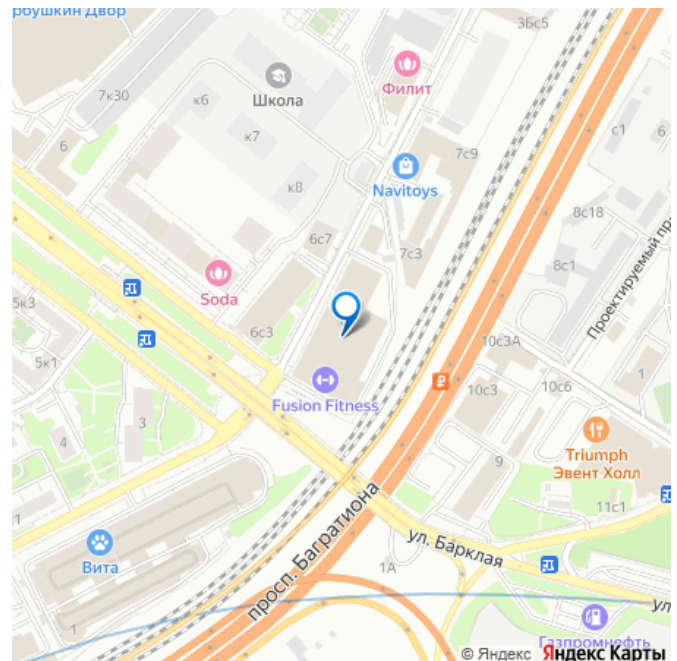 рбушкин Двор
3Бс5
Филит
Школа
7к30
к6
к7
к8
6
7с9
Navitoys
с1
6
8с18
8с1
Проектируемый пр
6с7
7с3
Soda
6с3
5к3
5к1
10с3А
10с3
10с6
Fusion Fitness
3
4
Triumph
Эвент Холл
9
11с1
1
Вита
просп. Багратиона
ул. Барклая
1А
ул
1
Газпромнефть
© Яндекс Яндекс Карты